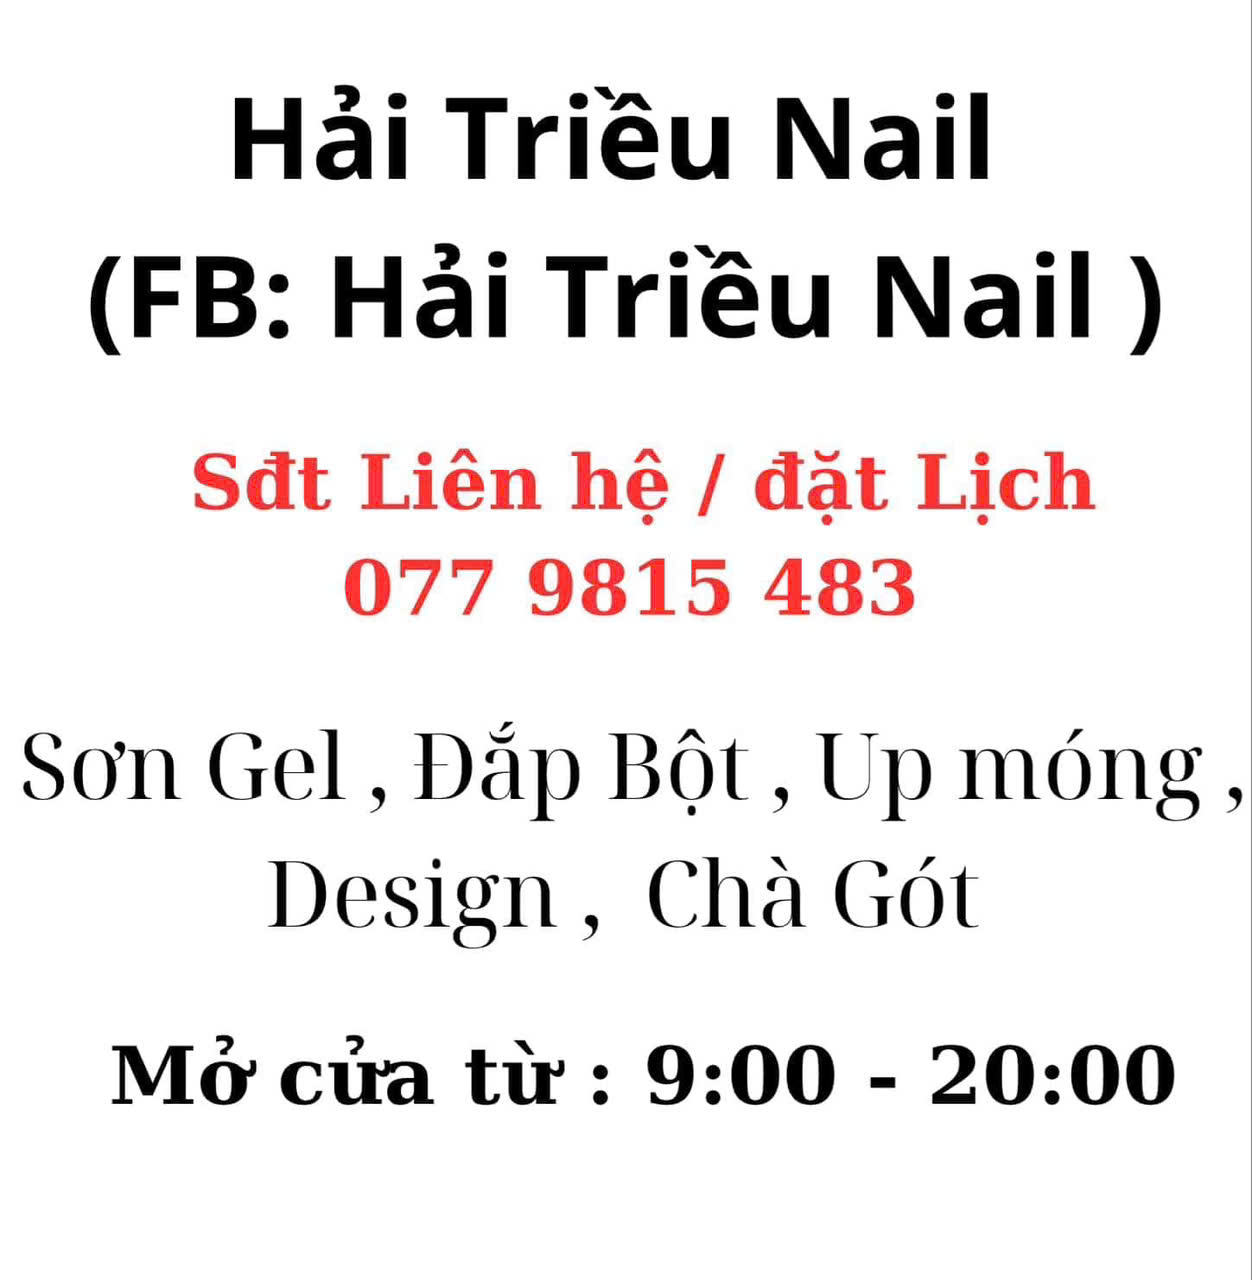 Hải Triều Nail
(FB: Hải Triều Nail )
Sđt Liên hệ / đặt Lịch
077 9815 483
Sơn Gel , Đắp Bột , Up móng ,
Design , Chà Gót
Mở cửa từ : 9:00 - 20:00